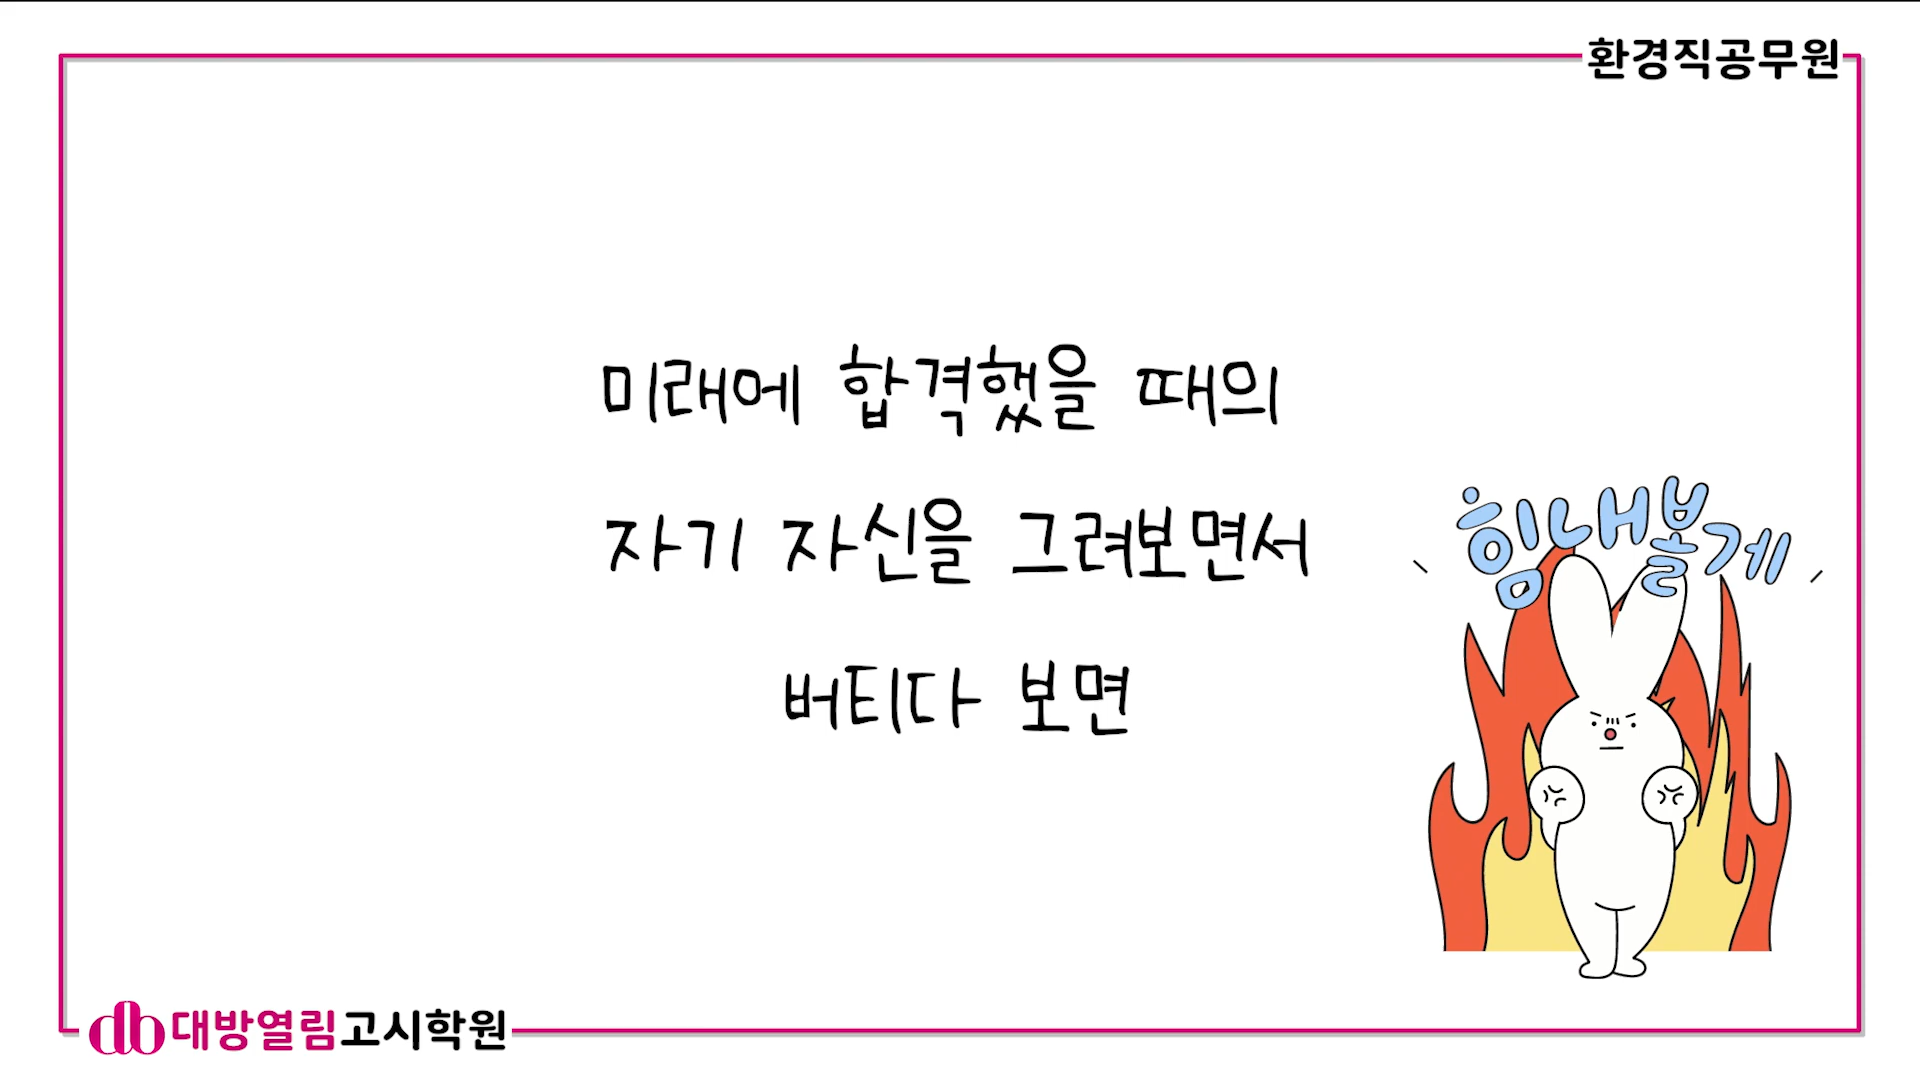 환경직공무원
미래에 합격했을 때의
자기 자신을 그려보면서
버티다 보면
힘내볼게
db대방열림고시학원